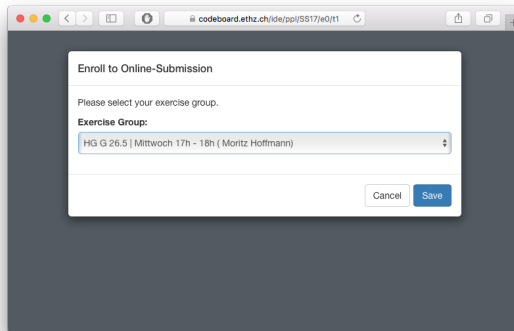 codeboard.ethz.ch/ide/ppl/SS17/e0/t1
Enroll to Online-Submission
Please select your exercise group.
Exercise Group:
HG G 26.5 | Mittwoch 17h - 18h ( Moritz Hoffmann)
Cancel Save